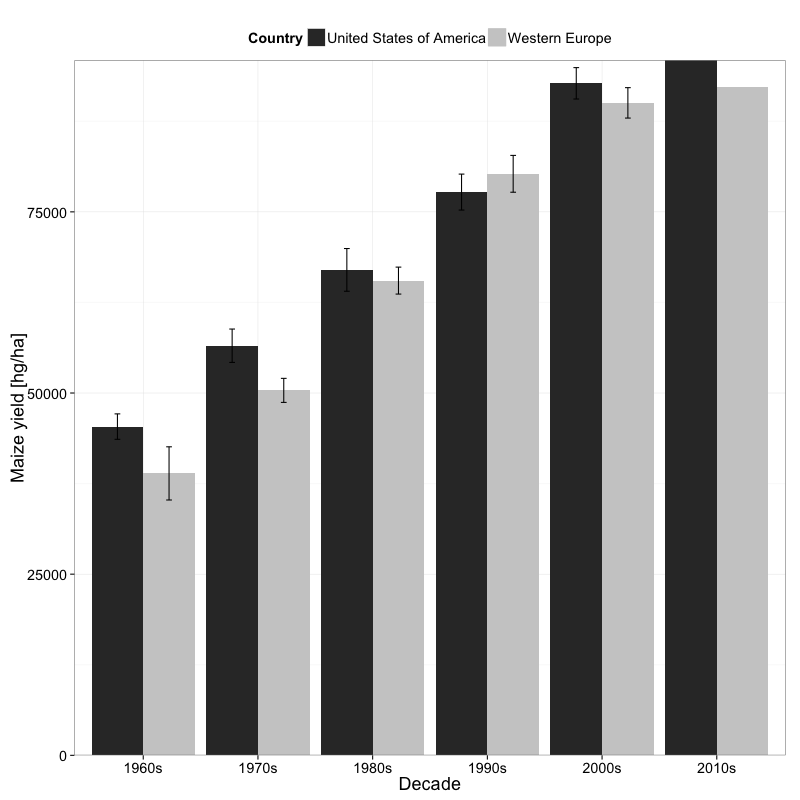 Country United States of America Western Europe
Maize yield [hg/ha]
75000
50000
25000
0
1960s 1970s 1980s 1990s 2000s 2010s
Decade